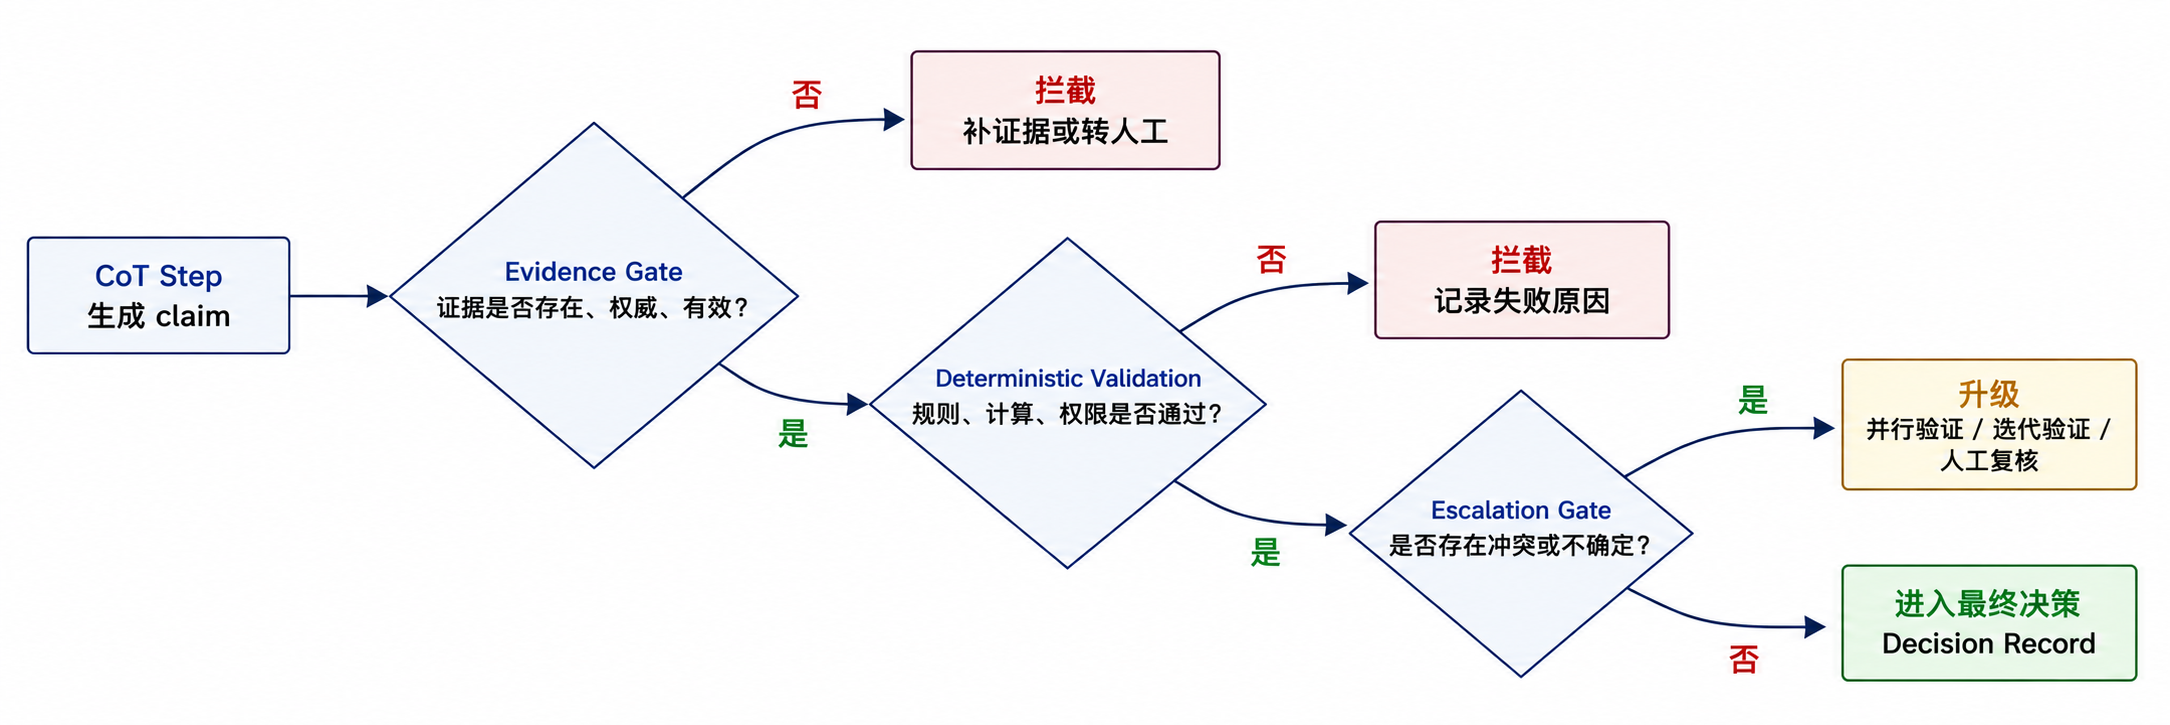 CoT Step
生成 claim
Evidence Gate
证据是否存在、权威、有效?
否
拦截
补证据或转人工
是
Deterministic Validation
规则、计算、权限是否通过?
否
拦截
记录失败原因
是
Escalation Gate
是否存在冲突或不确定?
是
升级
并行验证 / 迭代验证 /
人工复核
否
进入最终决策
Decision Record